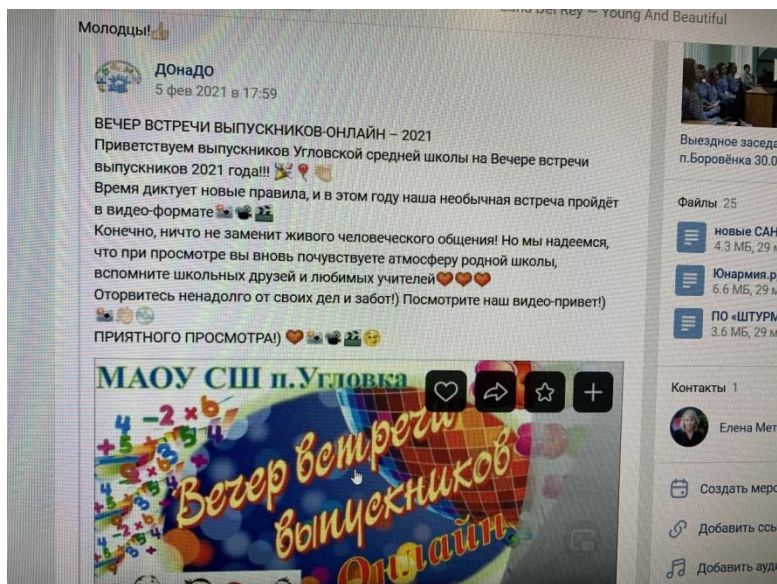 Young And Beautiful
Молодцы!👍
ДОнаДО
5 фев 2021 в 17:59
ВЕЧЕР ВСТРЕЧИ ВЫПУСКНИКОВ-ОНЛАЙН – 2021
Приветствуем выпускников Угловской средней школы на Вечере встречи
выпускников 2021 года!!! 🎉🎈👏
Время диктует новые правила, и в этом году наша необычная встреча пройдёт
в видео-формате📸📽🎬
Конечно, ничто не заменит живого человеческого общения! Но мы надеемся,
что при просмотре вы вновь почувствуете атмосферу родной школы,
вспомните школьных друзей и любимых учителей❤❤❤
Оторвитесь ненадолго от своих дел и забот!) Посмотрите наш видео-привет!)
📸👏💿
ПРИЯТНОГО ПРОСМОТРА!) ❤📸📽🎬😉
МАОУ СШ п.Угловка
4 -2 x 6
Вечер встречи
выпускников
Онлайн
Выездное заседа
п.Боровёнка 30.0
Файлы 25
новые САН
4.3 МБ, 29 м
Юнармия.p
6.6 МБ, 29 м
ПО «ШТУРМ
3.6 МБ, 29 м
Контакты 1
Елена Мет
Создать меро
Добавить ссы
Добавить ауди